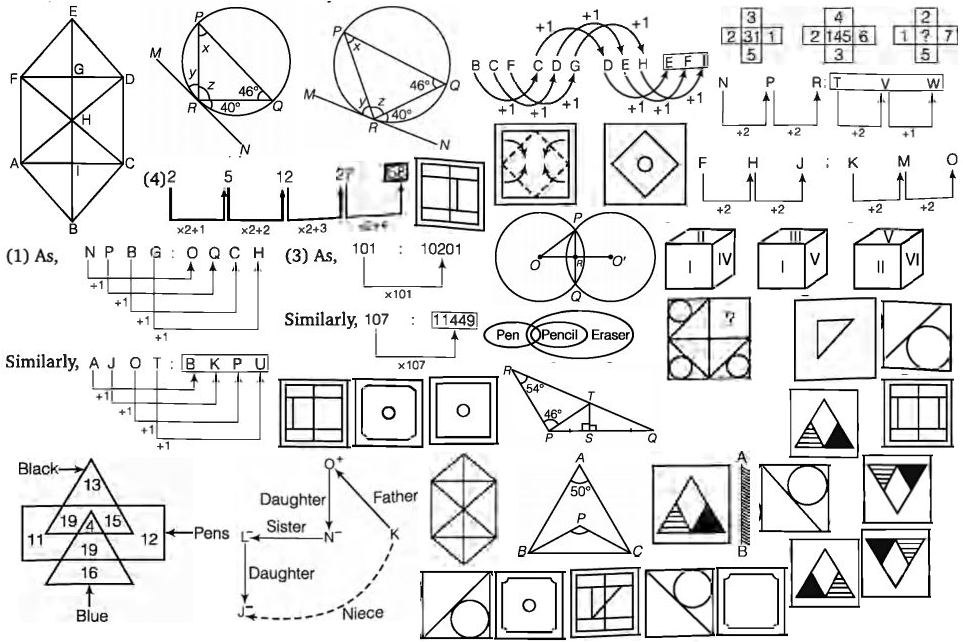 E
F G D
H
A C
I
B
P
x
M
y z
46°
R 40° Q
N
P
x
46°
Q
M y z
R 40°
N
+1 +1
B C F C D G D E H E F I
+1 +1 +1 +1 +1
3
2 31 1
5
4
2 145 6
3
2
1 ? 7
5
N P R : T V W
+2 +2 +2 +1
F H J ; K M O
+2 +2 +2 +2
(4) 2 5 12 27 58
×2+1 ×2+2 ×2+3
(1) As, N P B G : O Q C H
+1
+1
+1
+1
(3) As, 101 : 10201
×101
Similarly, 107 : 11449
×107
P
O R O'
Q
Pen Pencil Eraser
II
I IV
III
I V
V
II VI
?
Similarly, A J O T : B K P U
+1
+1
+1
+1
R
54°
T
46°
P S Q
Black
13
19 4 15
11 12 Pens
19
16
Blue
O+
Daughter Father
Sister
L- N- K
Daughter
J- Niece
A
50°
P
B C
A
B